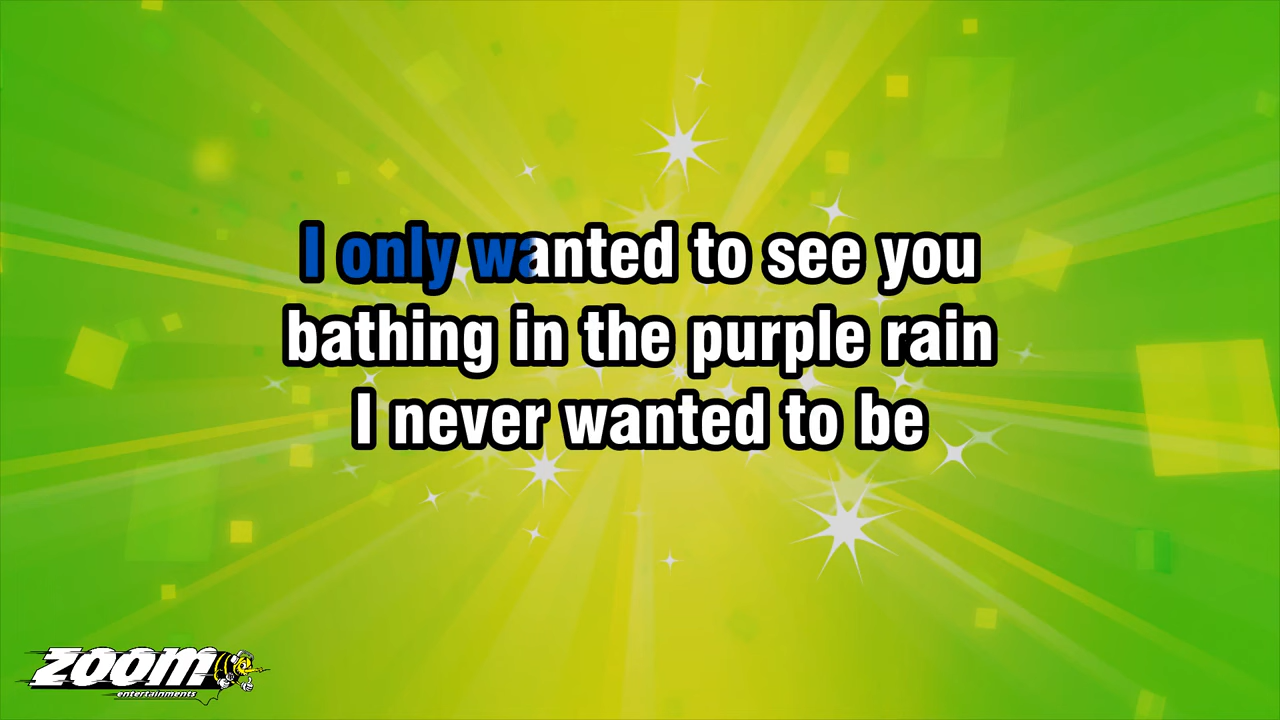 I only wanted to see you
bathing in the purple rain
I never wanted to be
zoom
entertainments